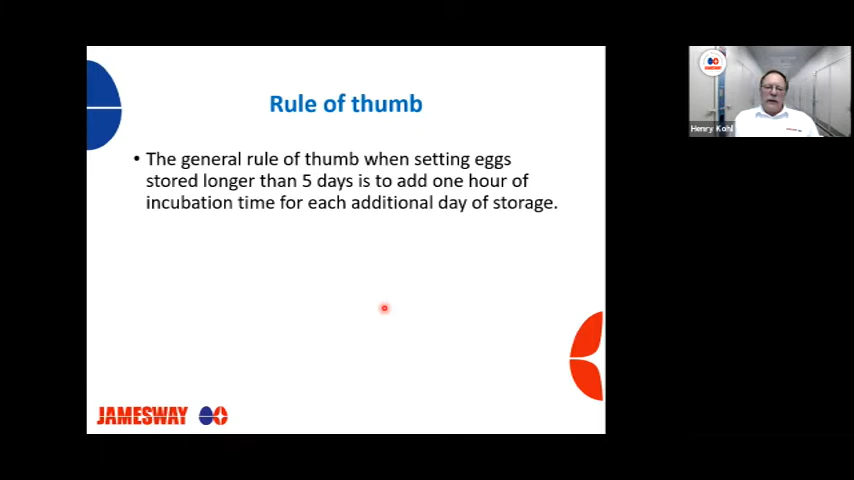 Rule of thumb
• The general rule of thumb when setting eggs
stored longer than 5 days is to add one hour of
incubation time for each additional day of storage.
JAMESWAY
Henry Kohl